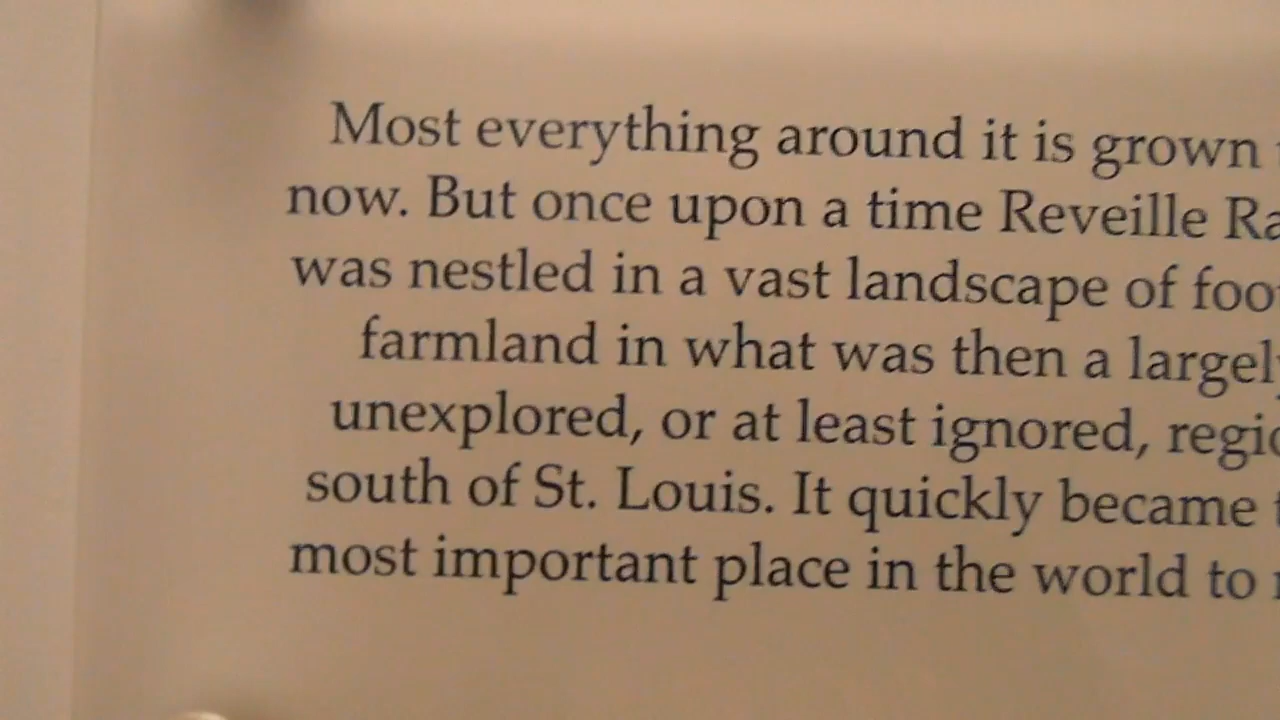 Most everything around it is grown
now. But once upon a time Reveille
was nestled in a vast landscape of
farmland in what was then a largely
unexplored, or at least ignored,
south of St. Louis. It quickly became
most important place in the world to